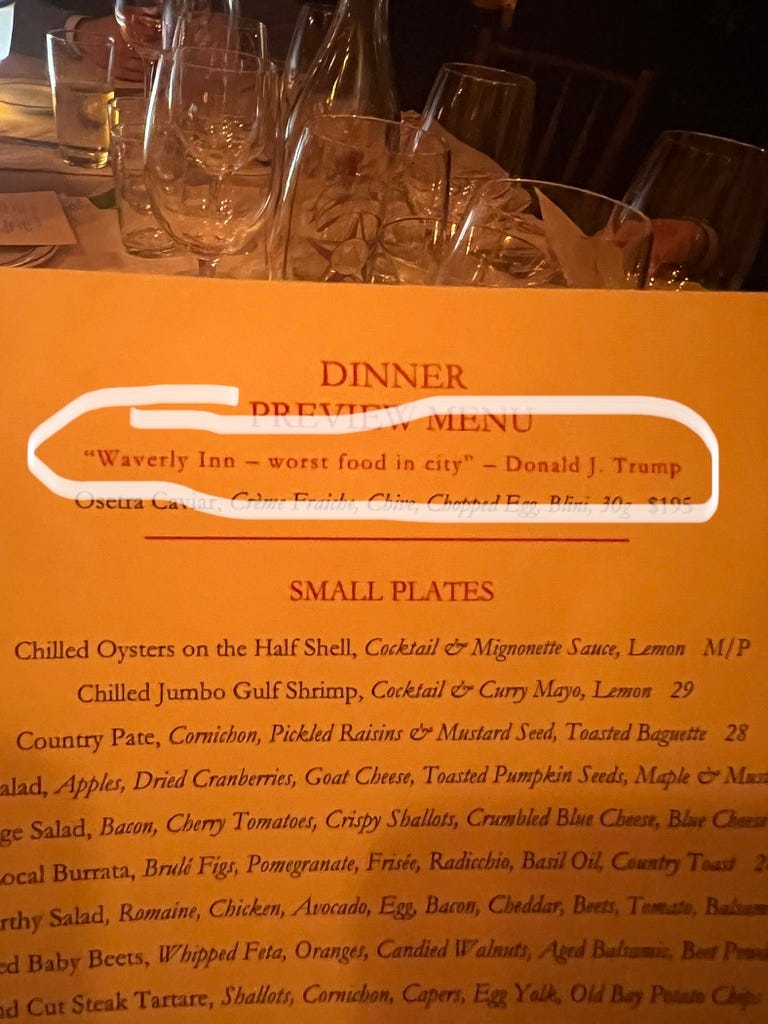 DINNER
PREVIEW MENU
“Waverly Inn – worst food in city” – Donald J. Trump
Osetra Caviar, Crème Fraîche, Chive, Chopped Egg, Blini, 30g $195
SMALL PLATES
Chilled Oysters on the Half Shell, Cocktail & Mignonette Sauce, Lemon M/P
Chilled Jumbo Gulf Shrimp, Cocktail & Curry Mayo, Lemon 29
Country Pate, Cornichon, Pickled Raisins & Mustard Seed, Toasted Baguette 28
Apples, Dried Cranberries, Goat Cheese, Toasted Pumpkin Seeds, Maple &
Salad, Bacon, Cherry Tomatoes, Crispy Shallots, Crumbled Blue Cheese, Blue Cheese
Burrata, Brulé Figs, Pomegranate, Frisée, Radicchio, Basil Oil, Country Toast
Salad, Romaine, Chicken, Avocado, Egg, Bacon, Cheddar, Beets, Tomato,
Baby Beets, Whipped Feta, Oranges, Candied Walnuts, Aged Balsamic, Beet
Cut Steak Tartare, Shallots, Cornichon, Capers, Egg Yolk, Old Bay Potato Chips